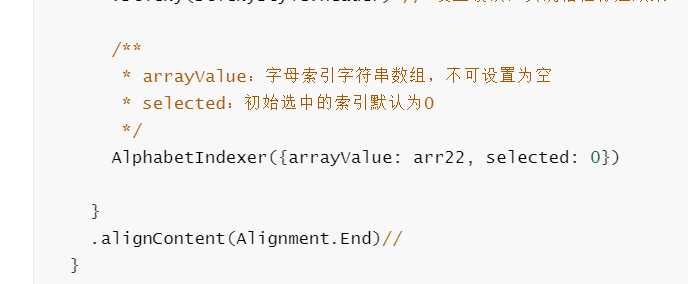 /**
* arrayValue：字母索引字符串数组，不可设置为空
* selected：初始选中的索引默认为0
*/
AlphabetIndexer({arrayValue: arr22, selected: 0})
}
.alignContent(Alignment.End)//
}